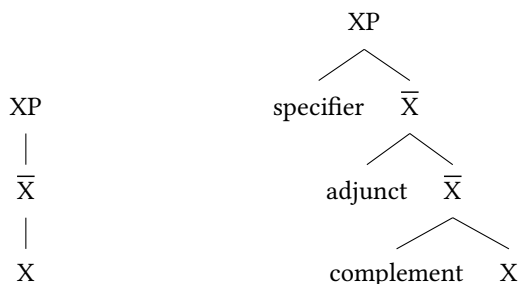 XP
specifier X̅
XP
adjunct X̅
X̅
complement X
X